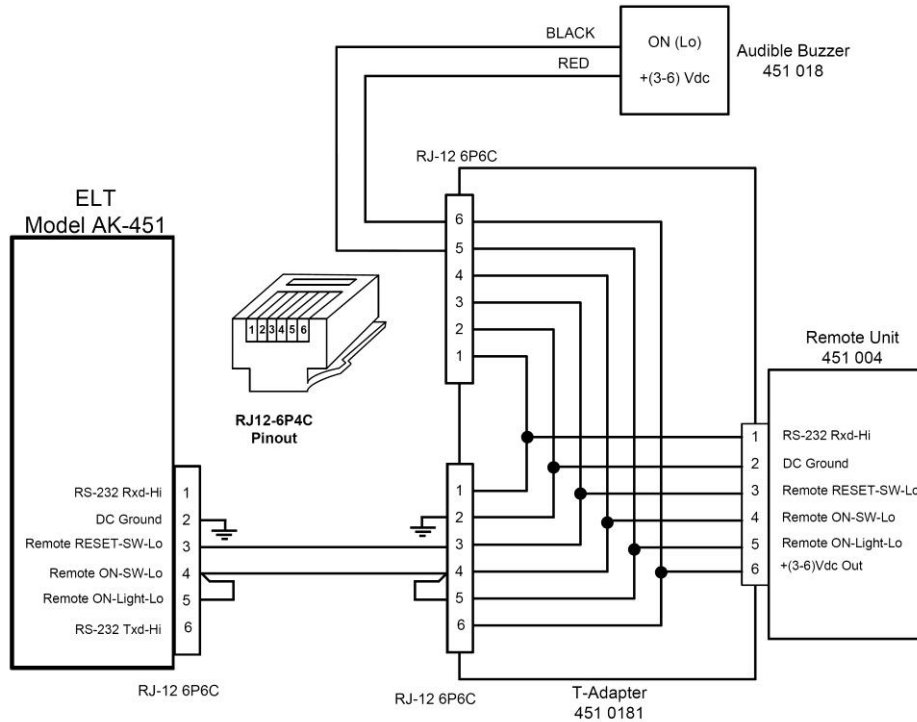 BLACK
RED
ON (Lo)
+(3-6) Vdc
Audible Buzzer
451 018
RJ-12 6P6C
6
5
4
3
2
1
ELT
Model AK-451
1 2 3 4 5 6
RJ12-6P4C
Pinout
RS-232 Rxd-Hi 1
DC Ground 2
Remote RESET-SW-Lo 3
Remote ON-SW-Lo 4
Remote ON-Light-Lo 5
RS-232 Txd-Hi 6
RJ-12 6P6C
1
2
3
4
5
6
RJ-12 6P6C
T-Adapter
451 0181
Remote Unit
451 004
1 RS-232 Rxd-Hi
2 DC Ground
3 Remote RESET-SW-Lo
4 Remote ON-SW-Lo
5 Remote ON-Light-Lo
6 +(3-6)Vdc Out